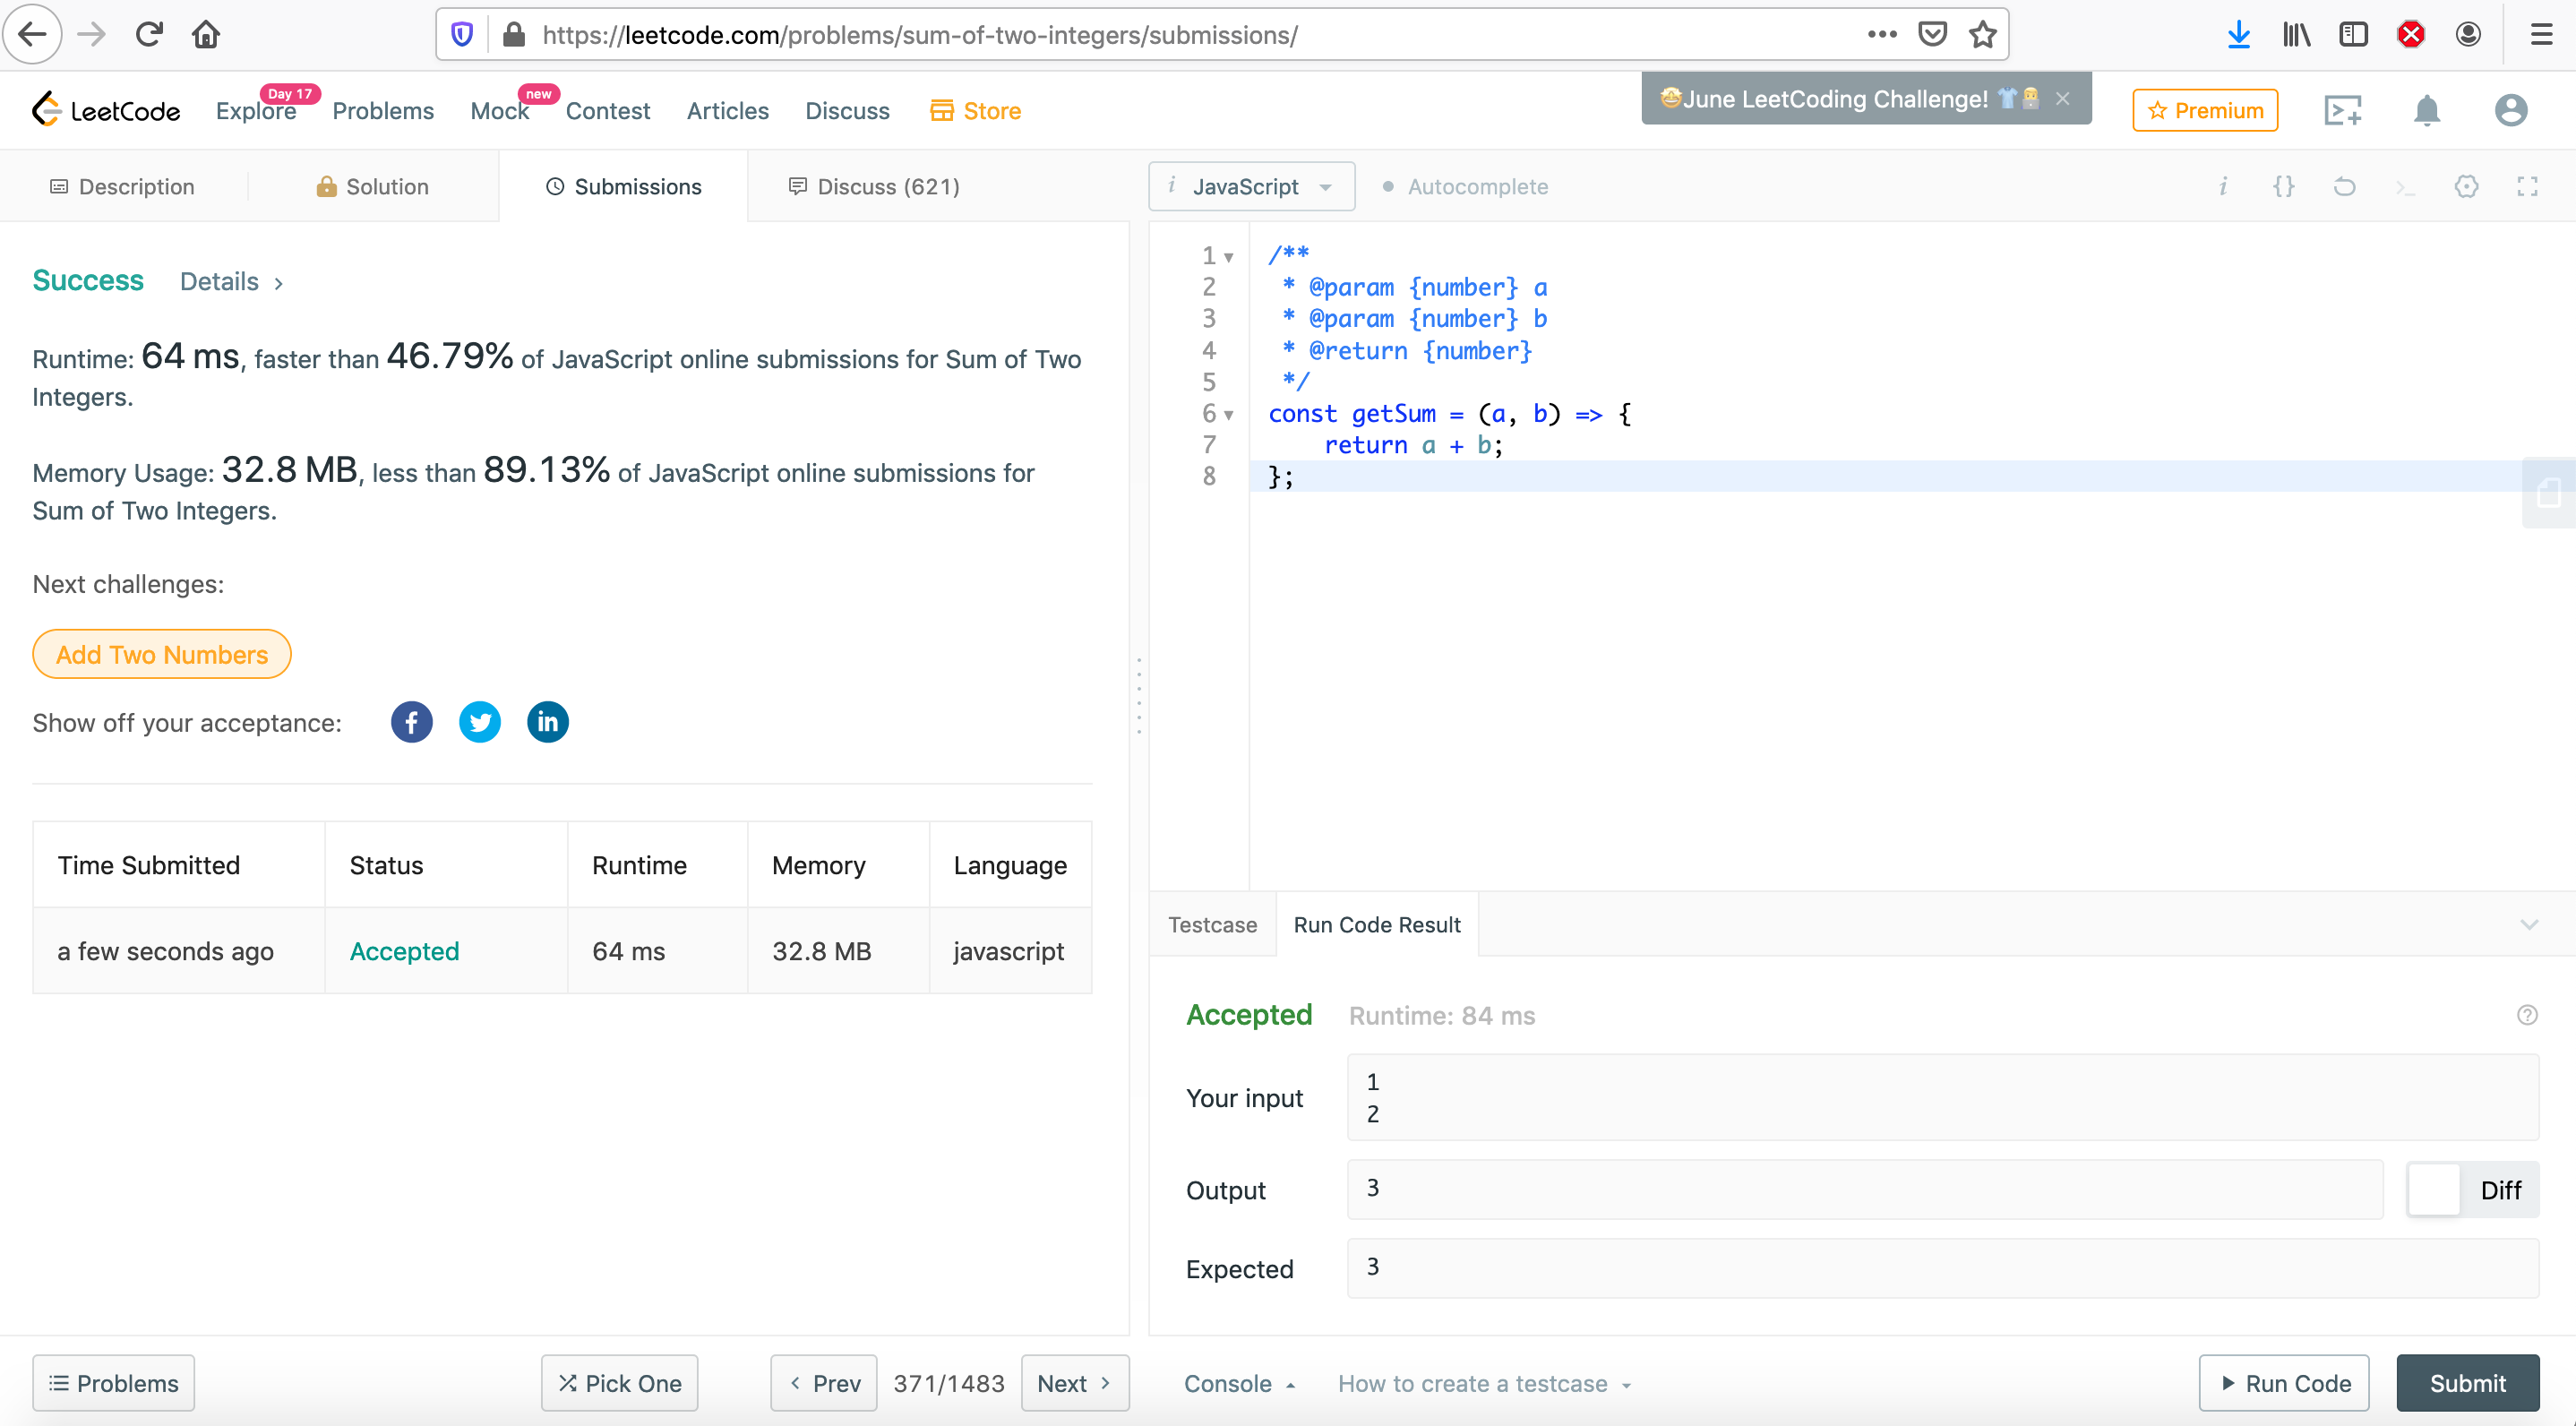 https://leetcode.com/problems/sum-of-two-integers/submissions/
LeetCode
Explore
Day 17
Problems
Mock
new
Contest
Articles
Discuss
Store
🤩June LeetCoding Challenge! 👕
Premium
Description
Solution
Submissions
Discuss (621)
i JavaScript
Autocomplete
Success
Details
Runtime: 64 ms, faster than 46.79% of JavaScript online submissions for Sum of Two
Integers.
Memory Usage: 32.8 MB, less than 89.13% of JavaScript online submissions for
Sum of Two Integers.
Next challenges:
Add Two Numbers
Show off your acceptance:
Time Submitted Status Runtime Memory Language
a few seconds ago Accepted 64 ms 32.8 MB javascript
1 /**
2  * @param {number} a
3  * @param {number} b
4  * @return {number}
5  */
6 const getSum = (a, b) => {
7     return a + b;
8 };
Testcase
Run Code Result
Accepted
Runtime: 84 ms
Your input
1
2
Output
3
Diff
Expected
3
Problems
Pick One
Prev
371/1483
Next
Console
How to create a testcase
Run Code
Submit